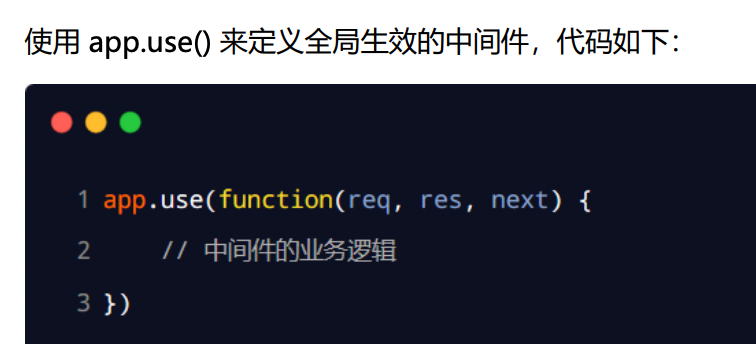 使用 app.use() 来定义全局生效的中间件，代码如下：
1 app.use(function(req, res, next) {
2     // 中间件的业务逻辑
3 })